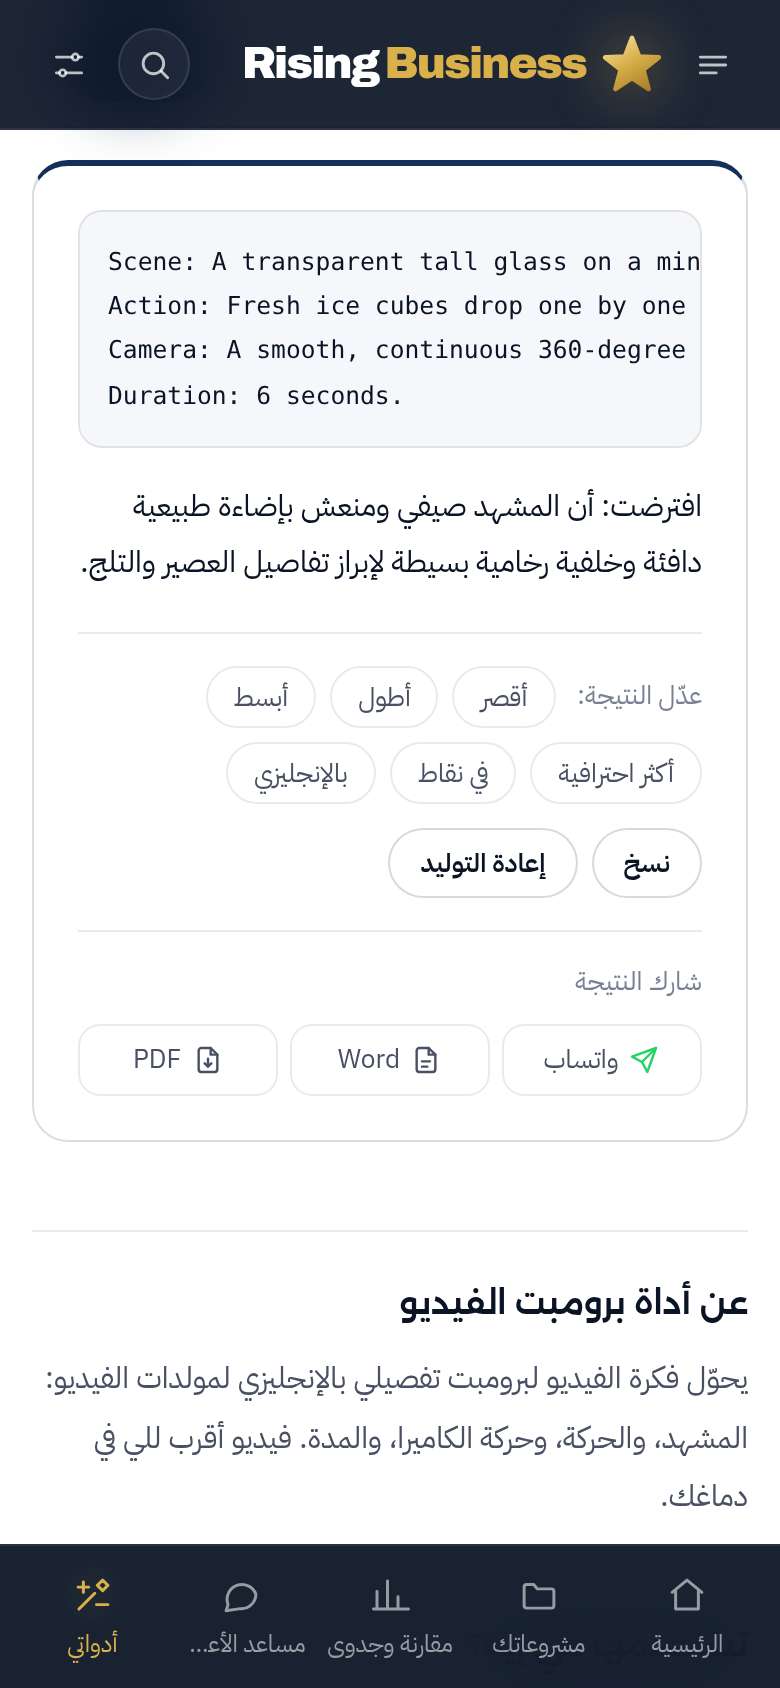 Rising Business
Scene: A transparent tall glass on a min
Action: Fresh ice cubes drop one by one
Camera: A smooth, continuous 360-degree
Duration: 6 seconds.
افترضت: أن المشهد صيفي ومنعش بإضاءة طبيعية
دافئة وخلفية رخامية بسيطة لإبراز تفاصيل العصير والتلج.
عدّل النتيجة: أقصر أطول أبسط
أكثر احترافية في نقاط بالإنجليزي
نسخ إعادة التوليد
شارك النتيجة
واتساب Word PDF
عن أداة برومبت الفيديو
يحوّل فكرة الفيديو لبرومبت تفصيلي بالإنجليزي لمولدات الفيديو:
المشهد، والحركة، وحركة الكاميرا، والمدة. فيديو أقرب للي في
دماغك.
الرئيسية مشروعاتك مقارنة وجدوى مساعد الأع... أدواتي